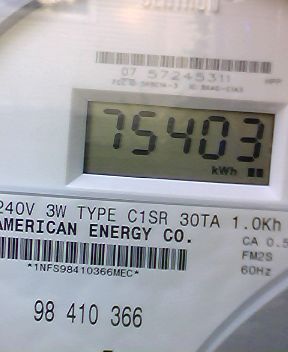 07 57245311
75403
kWh
240V 3W TYPE C1SR 30TA 1.0Kh
AMERICAN ENERGY CO.
CA 0.5
FM2S
60Hz
*1NFS98410366MEC*
98 410 366